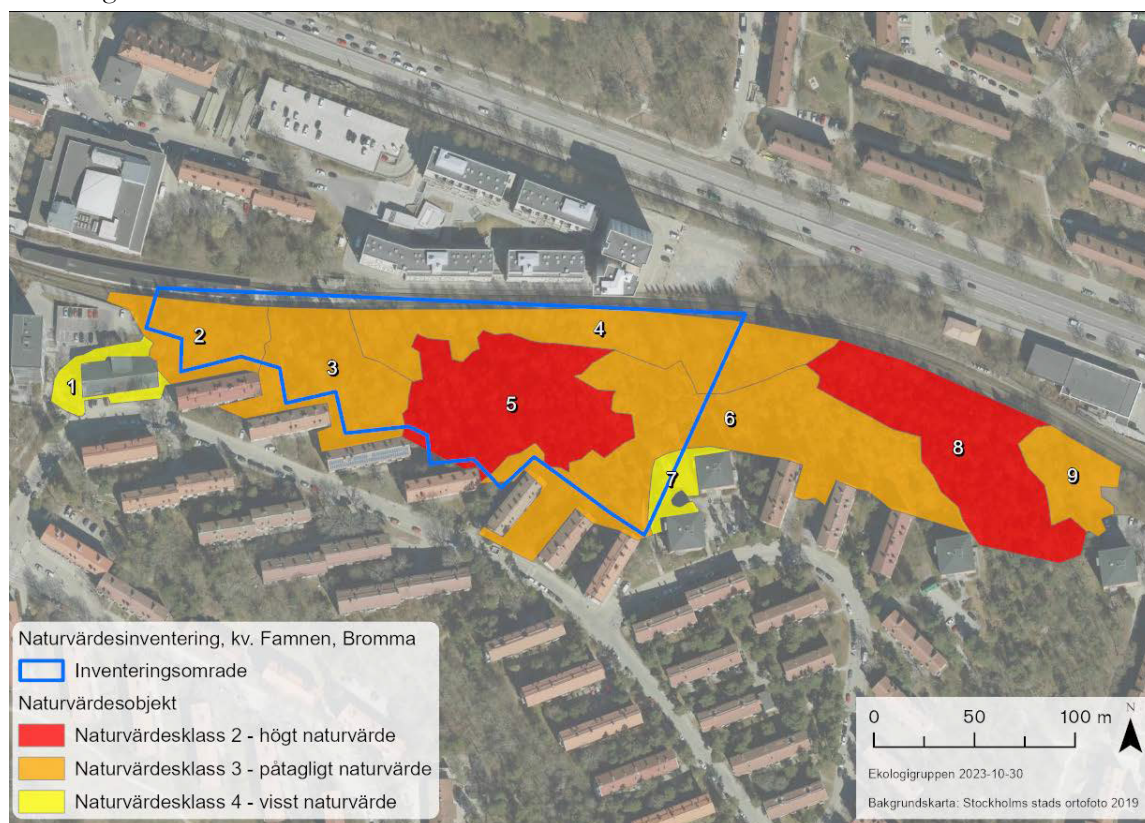 2
4
3
1
5
6
8
7
9
Naturvärdesinventering, kv. Famnen, Bromma
Inventeringsomrade
Naturvärdesobjekt
Naturvärdesklass 2 - högt naturvärde
Naturvärdesklass 3 - påtagligt naturvärde
Naturvärdesklass 4 - visst naturvärde
0 50 100 m
N
Ekologigruppen 2023-10-30
Bakgrundskarta: Stockholms stads ortofoto 2019